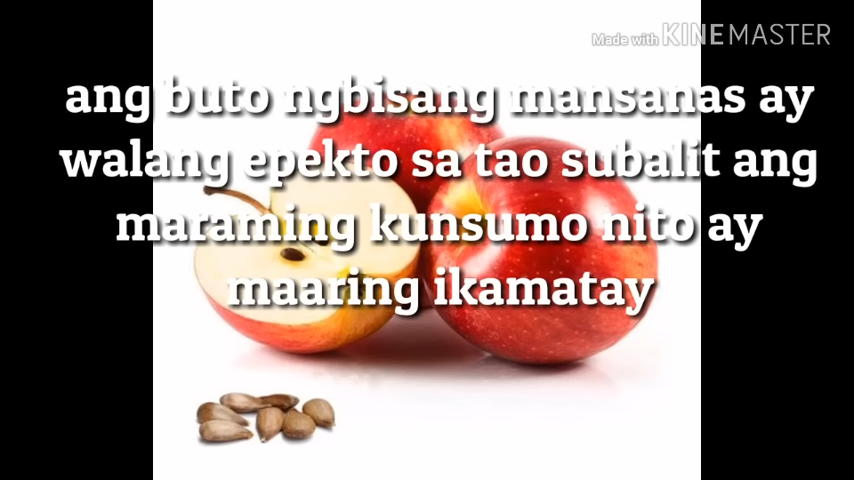 Made with KINEMASTER
ang buto ngbisang mansanas ay
walang epekto sa tao subalit ang
maraming kunsumo nito ay
maaring ikamatay